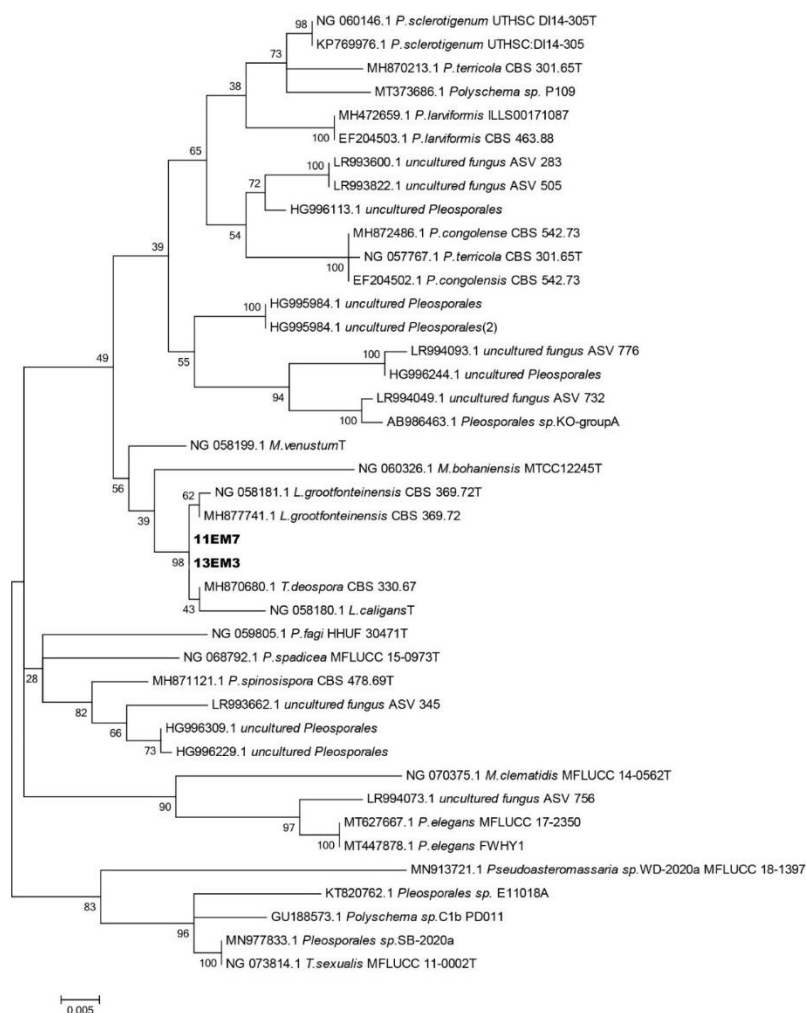 NG 060146.1 P.sclerotigenum UTHSC DI14-305T
98
KP769976.1 P.sclerotigenum UTHSC:DI14-305
73
MH870213.1 P.terricola CBS 301.65T
38
MT373686.1 Polyschema sp. P109
MH472659.1 P.larviformis ILLS00171087
100
EF204503.1 P.larviformis CBS 463.88
65
LR993600.1 uncultured fungus ASV 283
100
LR993822.1 uncultured fungus ASV 505
72
HG996113.1 uncultured Pleosporales
54
MH872486.1 P.congolense CBS 542.73
39
NG 057767.1 P.terricola CBS 301.65T
100
EF204502.1 P.congolensis CBS 542.73
HG995984.1 uncultured Pleosporales
100
HG995984.1 uncultured Pleosporales(2)
LR994093.1 uncultured fungus ASV 776
49
100
55
HG996244.1 uncultured Pleosporales
94
LR994049.1 uncultured fungus ASV 732
100
AB986463.1 Pleosporales sp.KO-groupA
NG 058199.1 M.venustumT
56
NG 060326.1 M.bohaniensis MTCC12245T
39
62
NG 058181.1 L.grootfonteinensis CBS 369.72T
MH877741.1 L.grootfonteinensis CBS 369.72
11EM7
98
13EM3
MH870680.1 T.deospora CBS 330.67
43
NG 058180.1 L.caligansT
NG 059805.1 P.fagi HHUF 30471T
NG 068792.1 P.spadicea MFLUCC 15-0973T
28
MH871121.1 P.spinosispora CBS 478.69T
82
LR993662.1 uncultured fungus ASV 345
66
HG996309.1 uncultured Pleosporales
73
HG996229.1 uncultured Pleosporales
NG 070375.1 M.clematidis MFLUCC 14-0562T
90
LR994073.1 uncultured fungus ASV 756
97
MT627667.1 P.elegans MFLUCC 17-2350
100
MT447878.1 P.elegans FWHY1
MN913721.1 Pseudoasteromassaria sp.WD-2020a MFLUCC 18-1397
83
KT820762.1 Pleosporales sp. E11018A
GU188573.1 Polyschema sp.C1b PD011
96
MN977833.1 Pleosporales sp.SB-2020a
100
NG 073814.1 T.sexualis MFLUCC 11-0002T
0.005